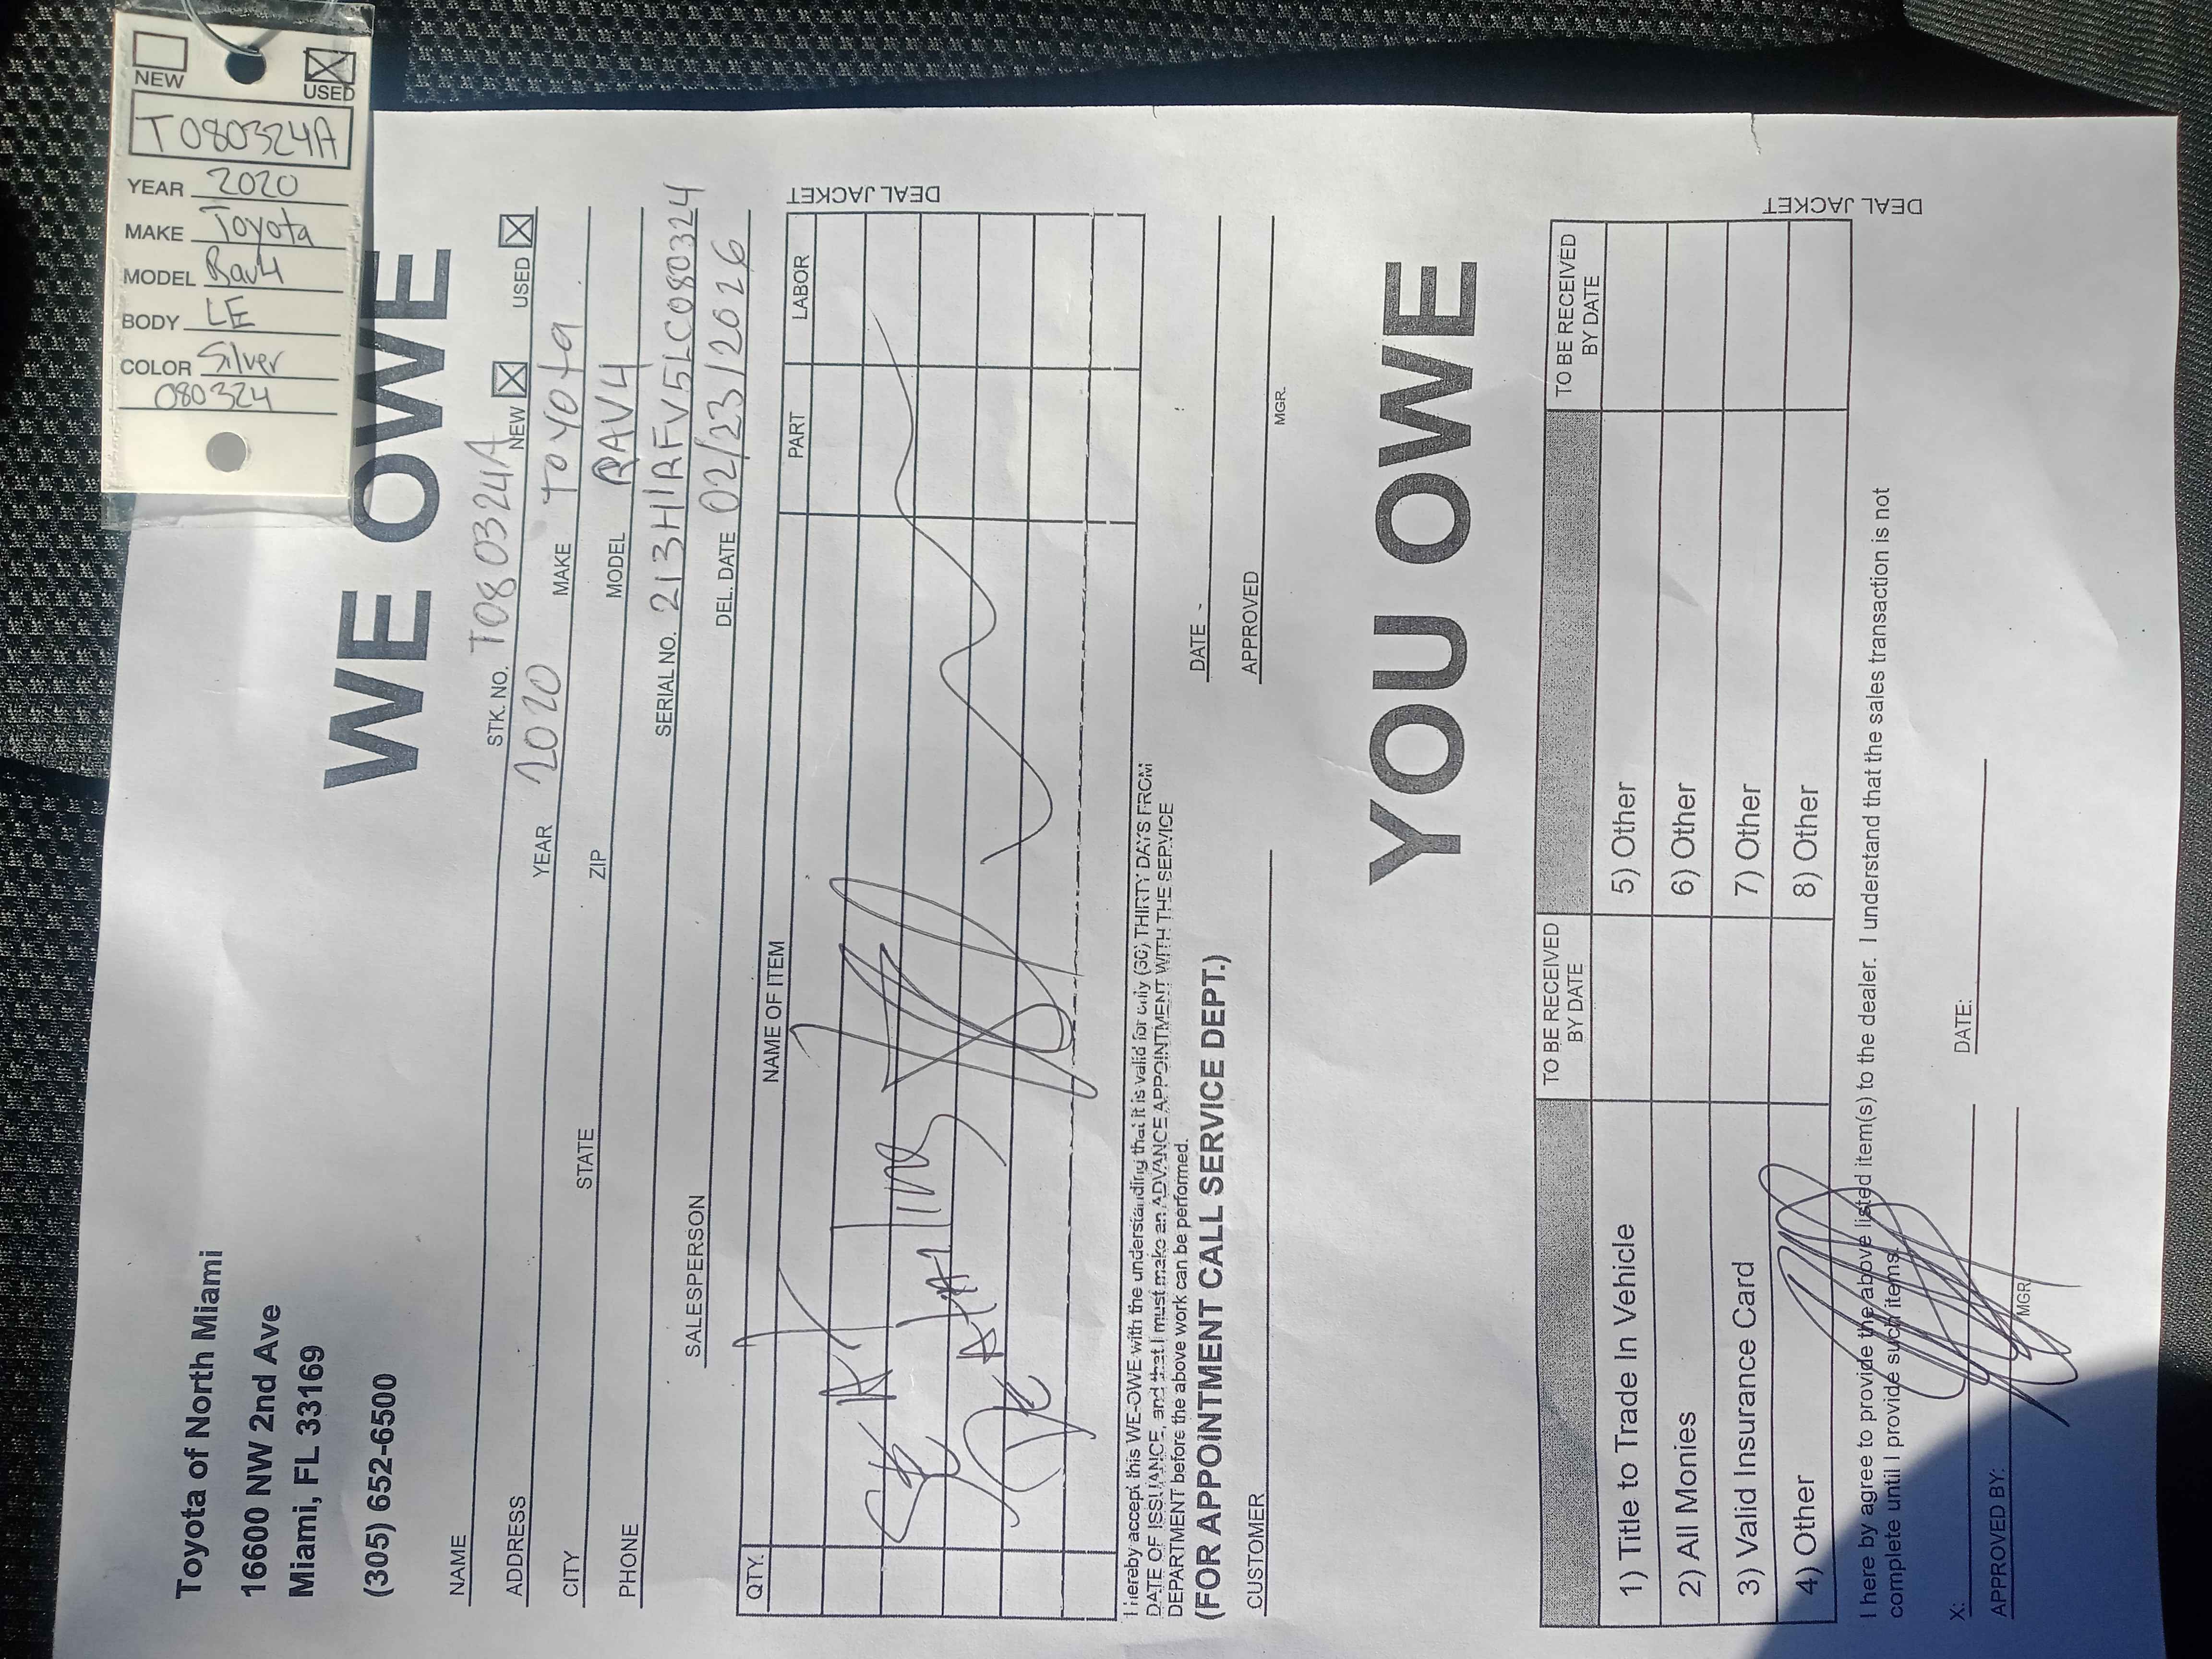 NEW USED
T080324A
YEAR 2020
MAKE Toyota
MODEL Rav4
BODY LE
COLOR Silver
080324
Toyota of North Miami
16600 NW 2nd Ave
Miami, FL 33169
(305) 652-6500
WE OWE
STK. NO. T080324A
NAME NEW USED
ADDRESS YEAR 2020 MAKE Toyota
CITY STATE ZIP MODEL RAV4
PHONE SERIAL NO. 2T3H1RFV5LC080324
SALESPERSON DEL. DATE 02/23/2026
QTY. NAME OF ITEM PART LABOR
DEAL JACKET
I hereby accept this WE-OWE with the understanding that it is valid for only (30) THIRTY DAYS FROM
DATE OF ISSUANCE, and that I must make an ADVANCE APPOINTMENT WITH THE SERVICE
DEPARTMENT before the above work can be performed.
(FOR APPOINTMENT CALL SERVICE DEPT.)
DATE
CUSTOMER APPROVED
MGR.
YOU OWE
TO BE RECEIVED BY DATE TO BE RECEIVED BY DATE
1) Title to Trade In Vehicle 5) Other
2) All Monies 6) Other
3) Valid Insurance Card 7) Other
4) Other 8) Other
DEAL JACKET
I here by agree to provide the above listed item(s) to the dealer. I understand that the sales transaction is not
complete until I provide such items.
X: DATE:
APPROVED BY:
MGR.